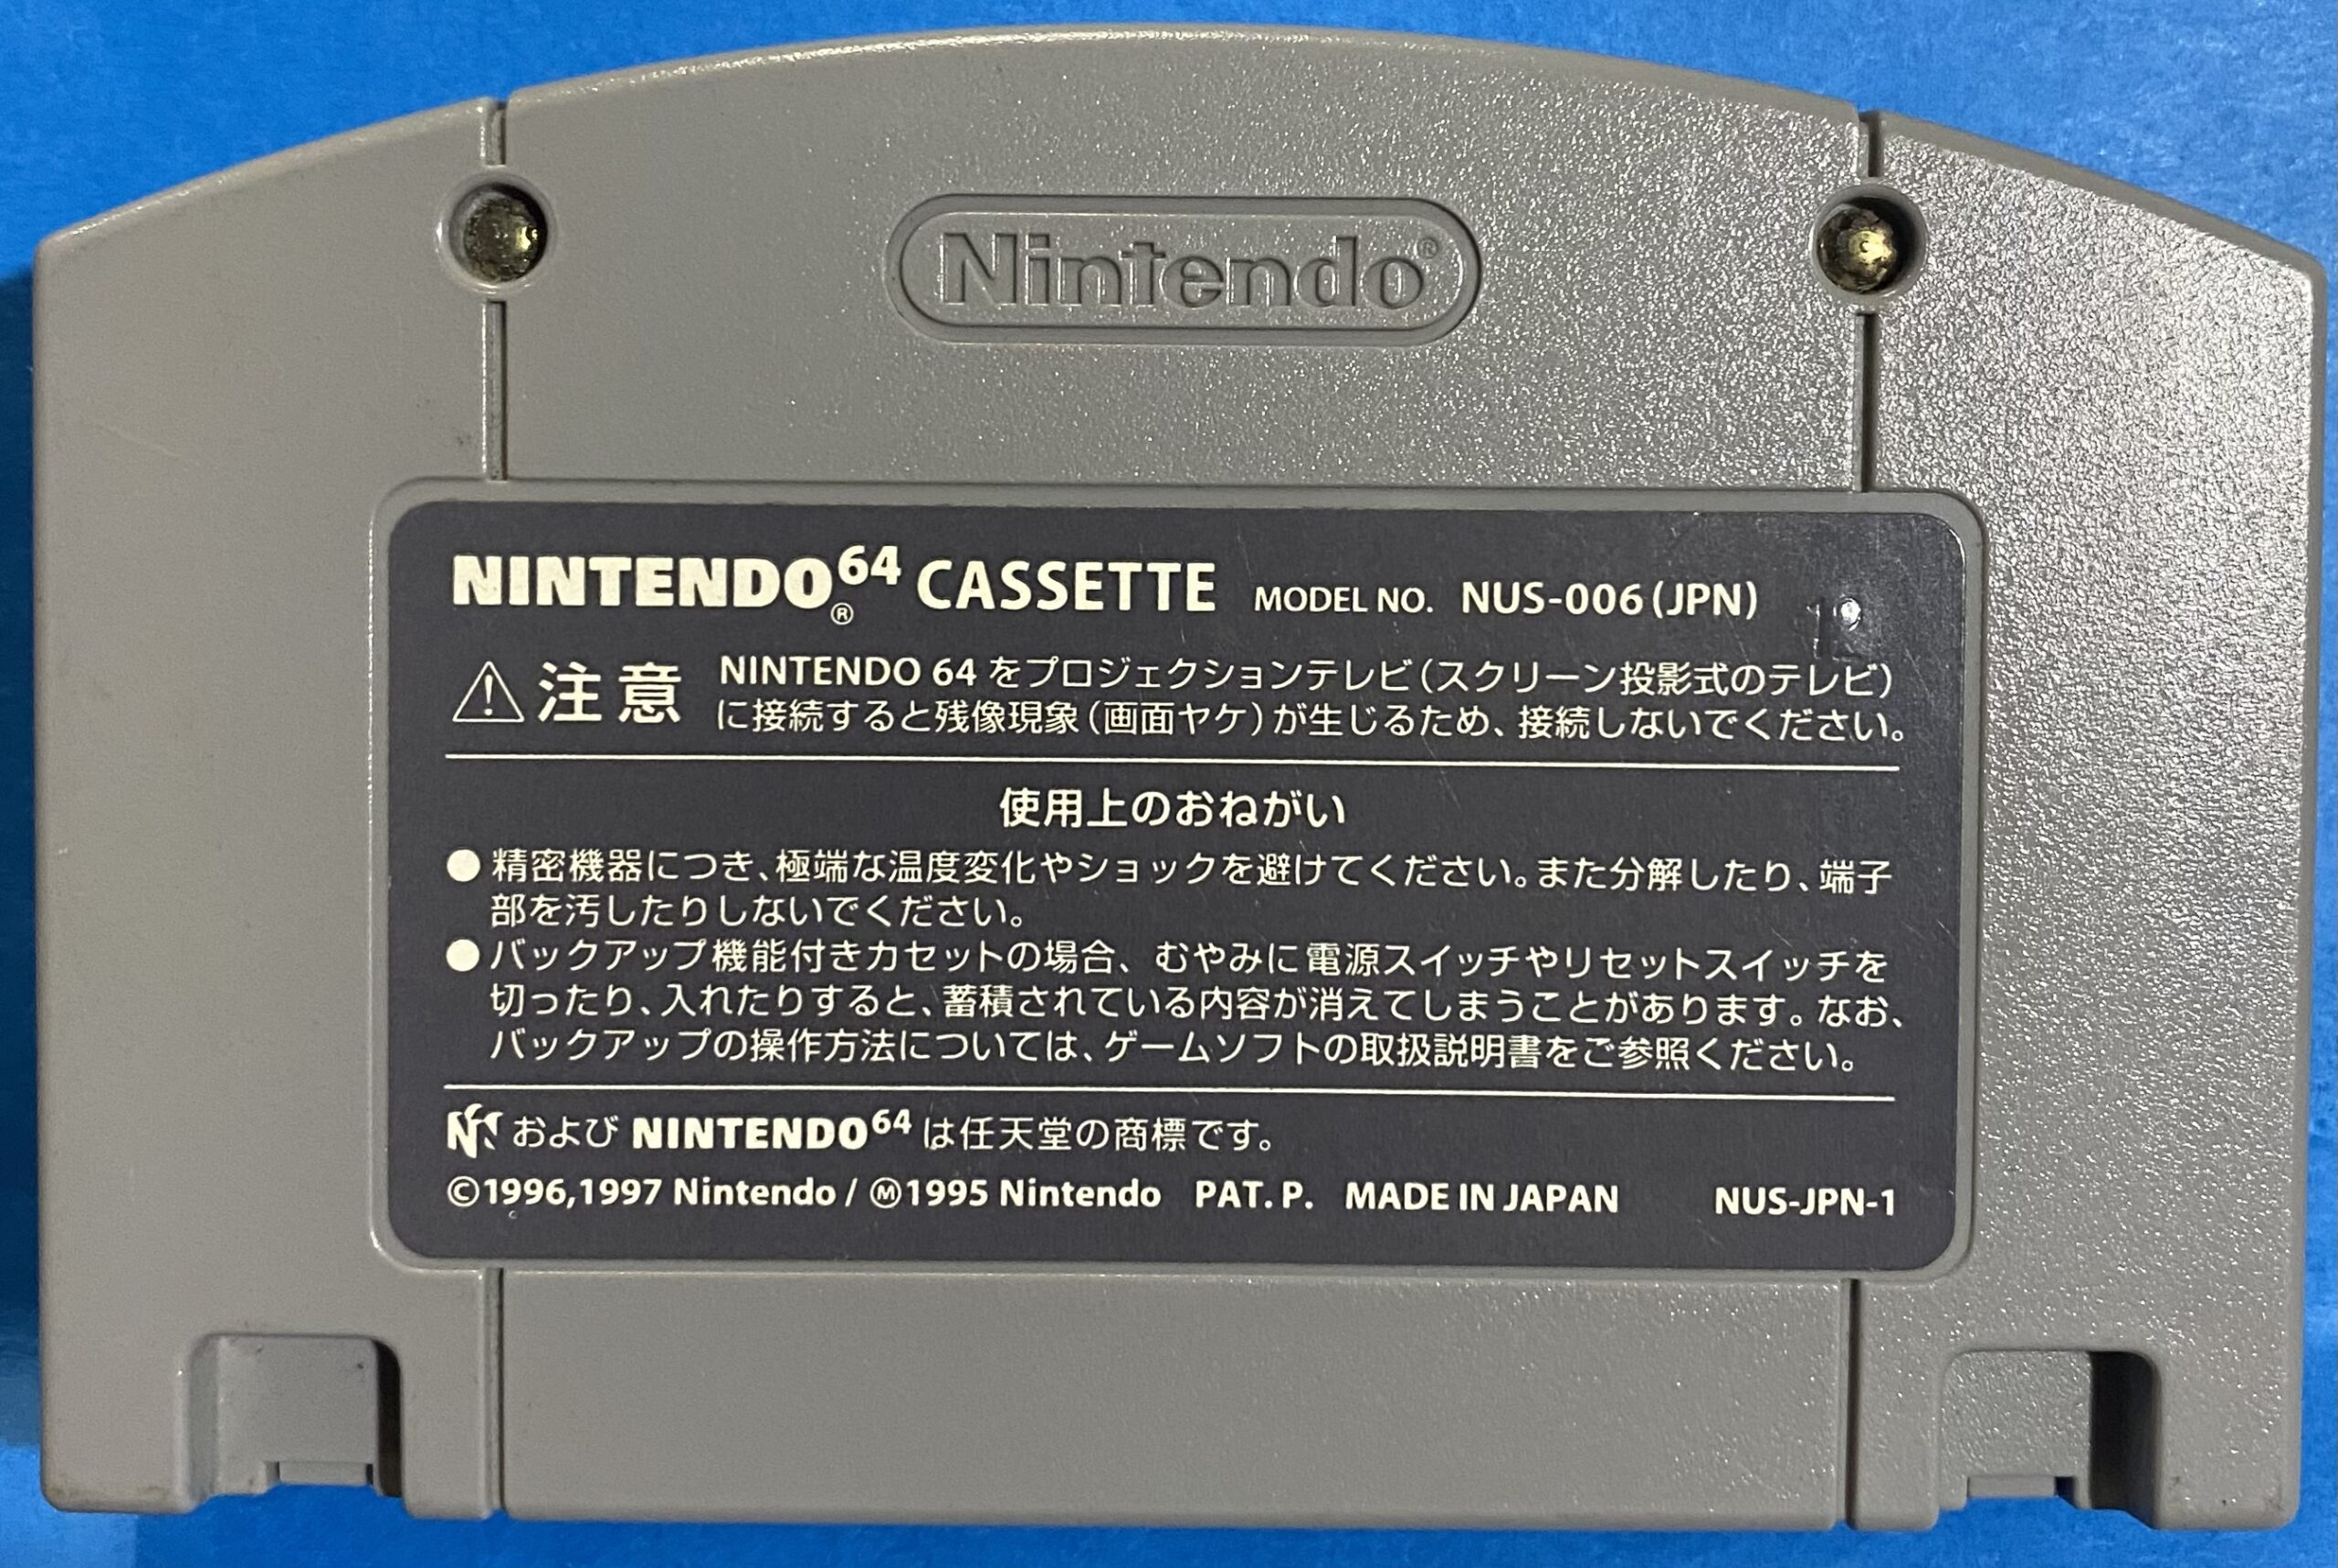 Nintendo®
NINTENDO64® CASSETTE MODEL NO. NUS-006(JPN)
12
⚠注意 NINTENDO 64 をプロジェクションテレビ(スクリーン投影式のテレビ)
に接続すると残像現象(画面ヤケ)が生じるため、接続しないでください。
使用上のおねがい
●精密機器につき、極端な温度変化やショックを避けてください。また分解したり、端子
部を汚したりしないでください。
●バックアップ機能付きカセットの場合、むやみに電源スイッチやリセットスイッチを
切ったり、入れたりすると、蓄積されている内容が消えてしまうことがあります。なお、
バックアップの操作方法については、ゲームソフトの取扱説明書をご参照ください。
および NINTENDO64 は任天堂の商標です。
©1996,1997 Nintendo / Ⓜ1995 Nintendo PAT. P. MADE IN JAPAN NUS-JPN-1